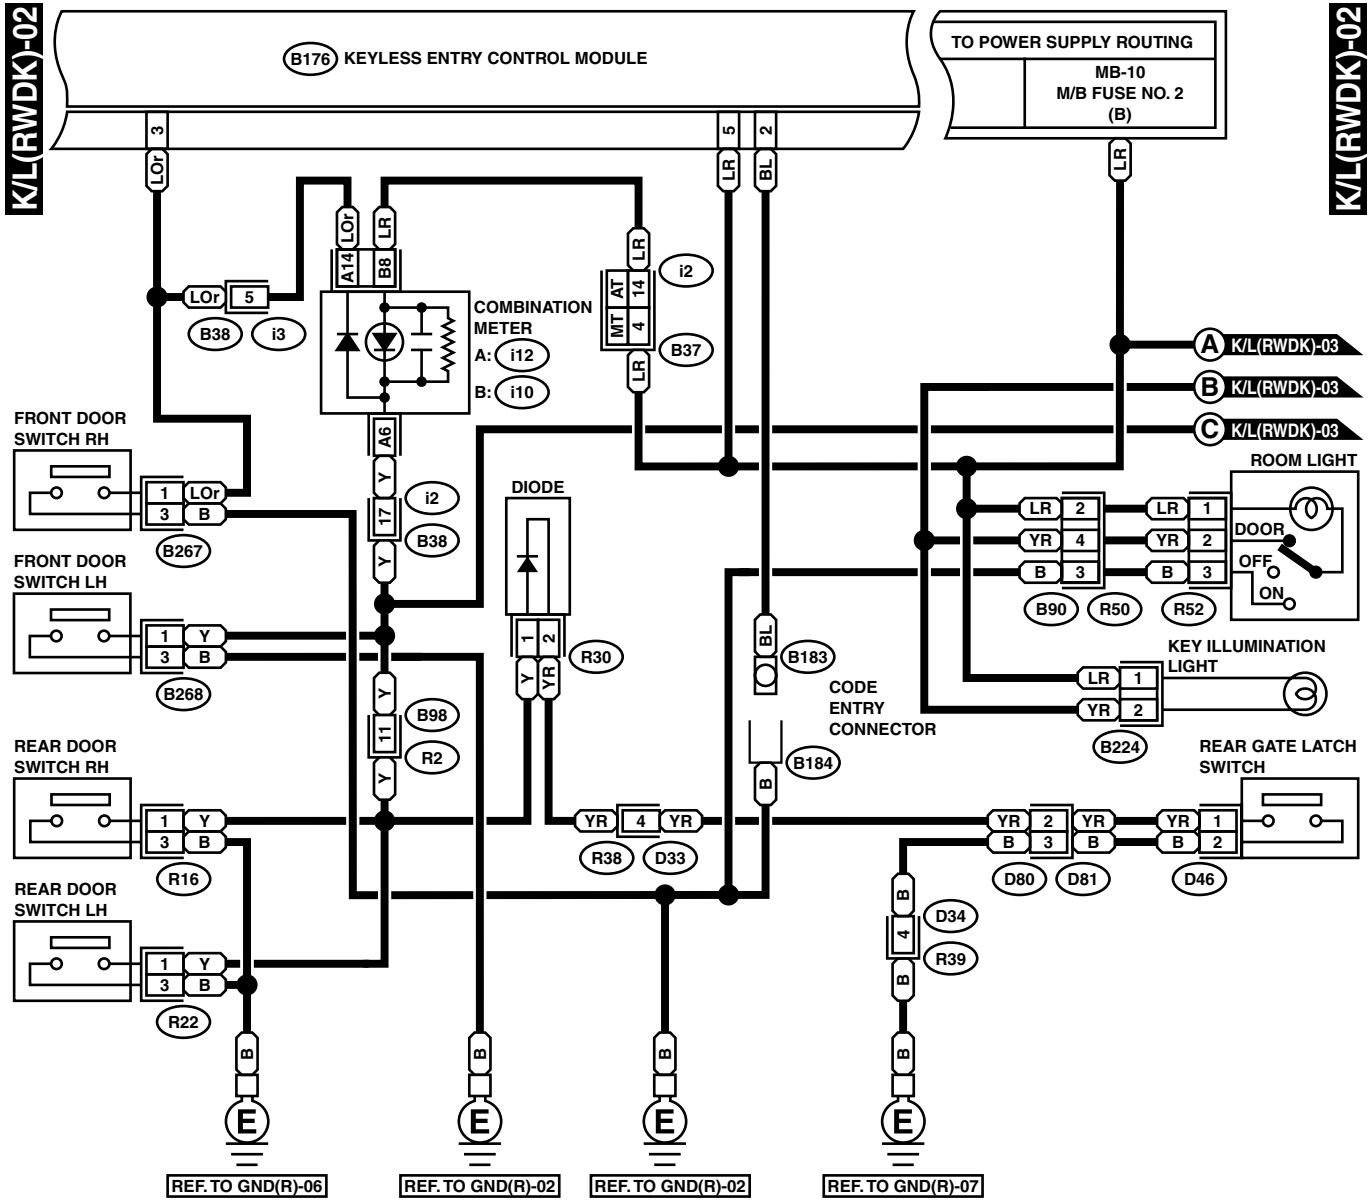 K/L(RWDK)-02
K/L(RWDK)-02
B176 KEYLESS ENTRY CONTROL MODULE
TO POWER SUPPLY ROUTING
MB-10
M/B FUSE NO. 2
(B)
3
5
2
LOr
LR
BL
LR
LOr
LR
LR
A14
B8
AT
14
MT
4
i2
B37
LR
LOr
5
B38
i3
COMBINATION
METER
A: i12
B: i10
A K/L(RWDK)-03
B K/L(RWDK)-03
C K/L(RWDK)-03
A6
Y
17
Y
i2
B38
FRONT DOOR
SWITCH RH
1
LOr
3
B
B267
FRONT DOOR
SWITCH LH
1
Y
3
B
B268
DIODE
1
2
Y
YR
R30
ROOM LIGHT
LR
2
LR
1
YR
4
YR
2
B
3
B
3
DOOR
OFF
ON
B90
R50
R52
BL
B183
CODE
ENTRY
CONNECTOR
B184
B
KEY ILLUMINATION
LIGHT
LR
1
YR
2
B224
Y
11
Y
B98
R2
REAR DOOR
SWITCH RH
1
Y
3
B
R16
REAR GATE LATCH
SWITCH
YR
4
YR
R38
D33
YR
2
YR
YR
1
B
3
B
B
2
D80
D81
D46
REAR DOOR
SWITCH LH
1
Y
3
B
R22
B
4
B
D34
R39
B
B
B
B
E
E
E
E
REF. TO GND(R)-06
REF. TO GND(R)-02
REF. TO GND(R)-02
REF. TO GND(R)-07